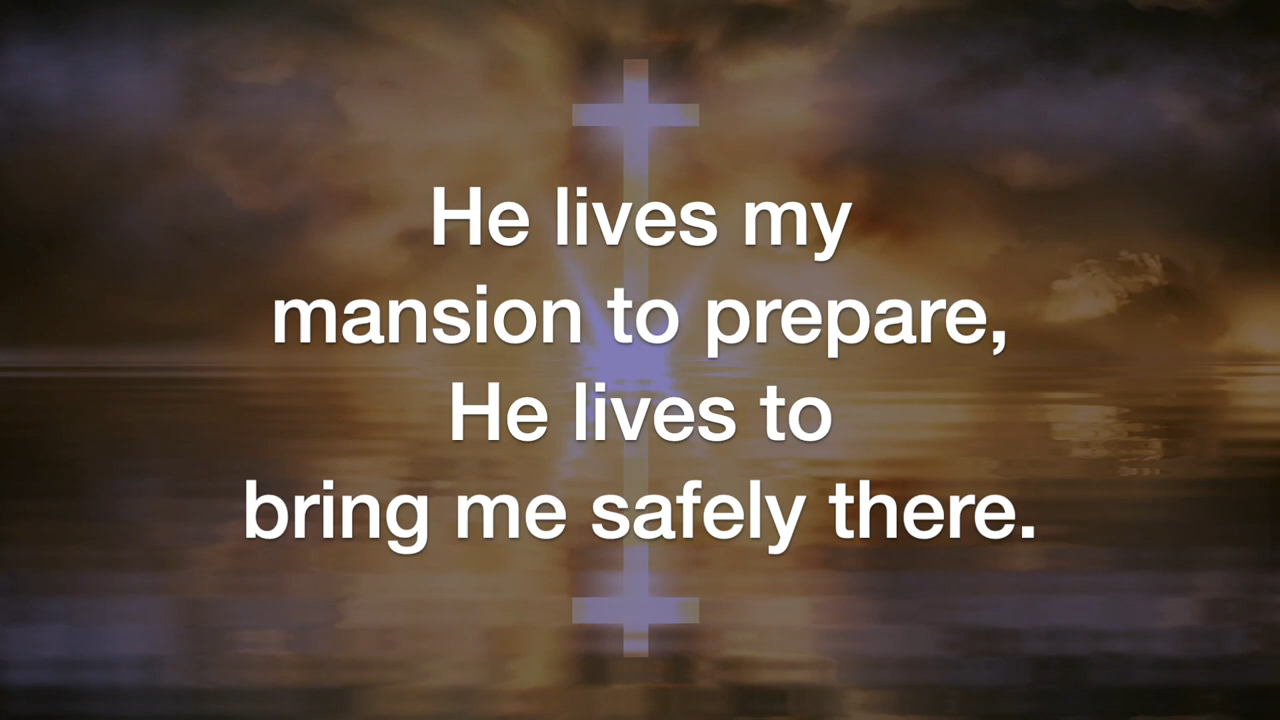 He lives my
mansion to prepare,
He lives to
bring me safely there.